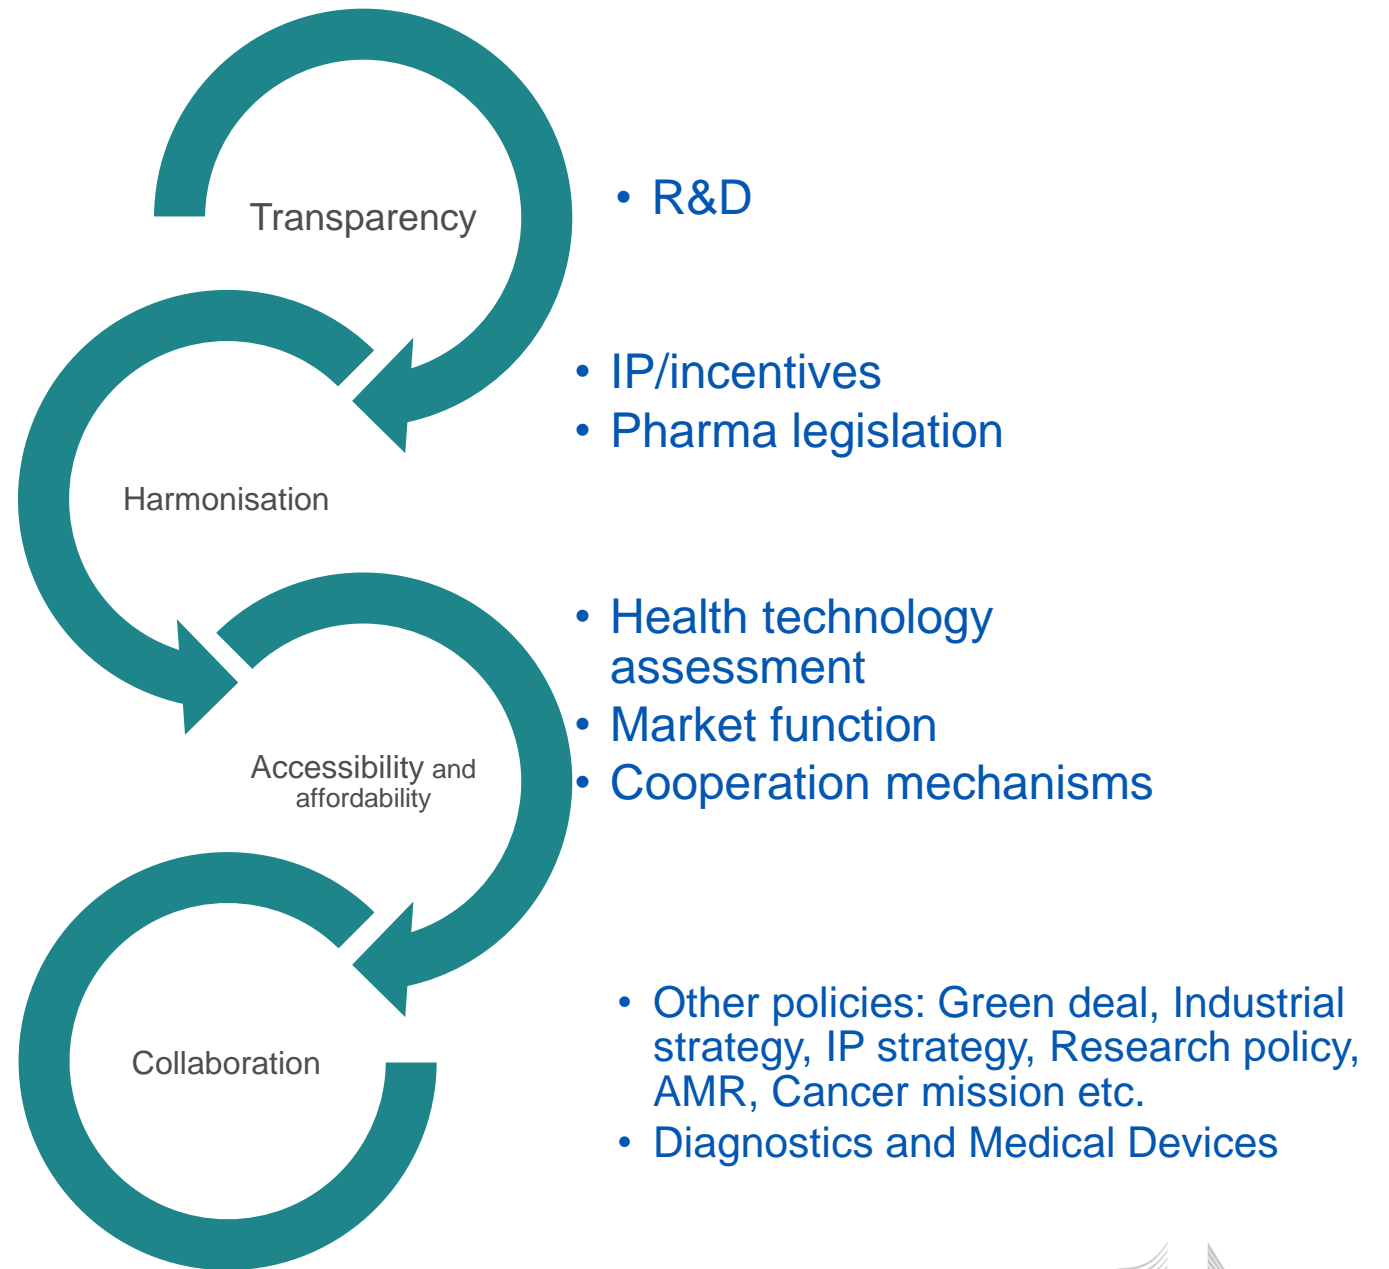 Transparency
• R&D
• IP/incentives
• Pharma legislation
Harmonisation
• Health technology
assessment
• Market function
• Cooperation mechanisms
Accessibility and
affordability
Collaboration
• Other policies: Green deal, Industrial
strategy, IP strategy, Research policy,
AMR, Cancer mission etc.
• Diagnostics and Medical Devices